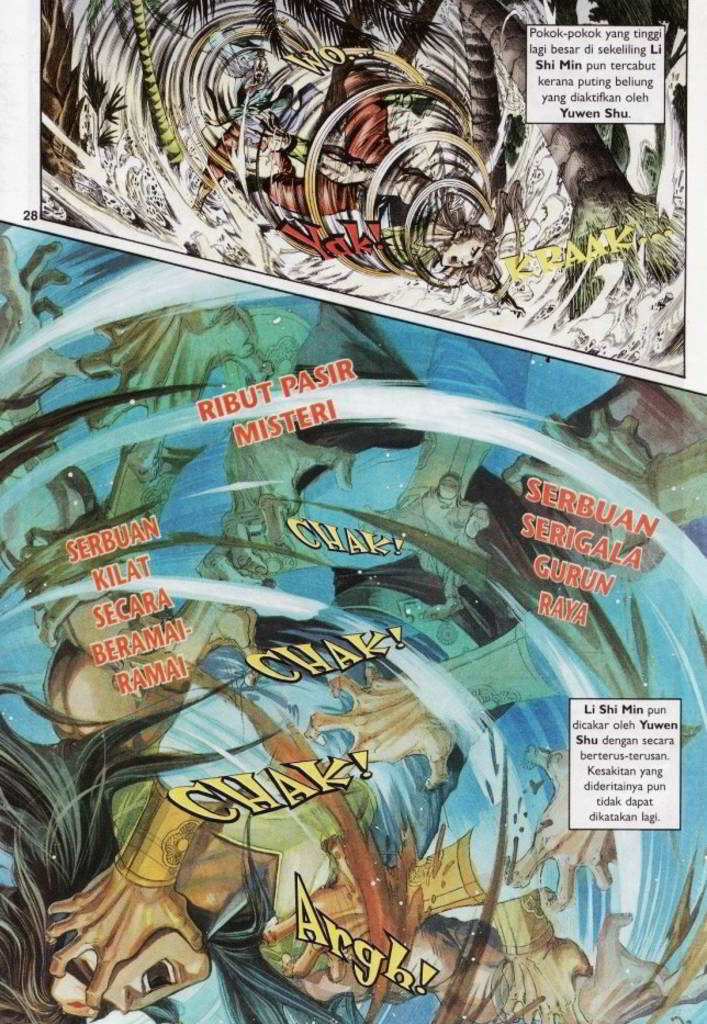 Pokok-pokok yang tinggi
lagi besar di sekeliling Li
Shi Min pun tercabut
kerana puting beliung
yang diaktifkan oleh
Yuwen Shu.
WO...
Yak!
KRAAK...
28
RIBUT PASIR
MISTERI
SERBUAN
KILAT
SECARA
BERAMAI-
RAMAI
CHAK!
SERBUAN
SERIGALA
GURUN
RAYA
CHAK!
CHAK!
Li Shi Min pun
dicakar oleh Yuwen
Shu dengan secara
berterus-terusan.
Kesakitan yang
dideritainya pun
tidak dapat
dikatakan lagi.
Argh!